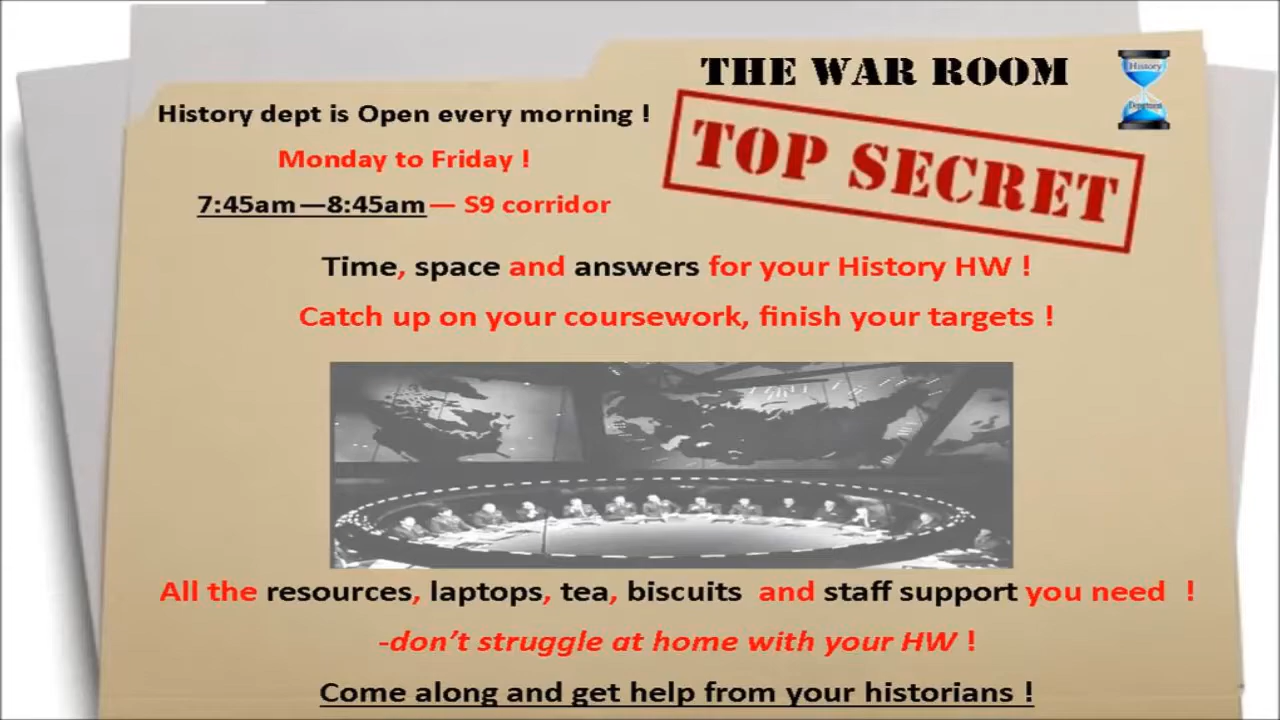 THE WAR ROOM
History
Department
History dept is Open every morning !
TOP SECRET
Monday to Friday !
7:45am—8:45am— S9 corridor
Time, space and answers for your History HW !
Catch up on your coursework, finish your targets !
All the resources, laptops, tea, biscuits and staff support you need !
-don’t struggle at home with your HW !
Come along and get help from your historians !